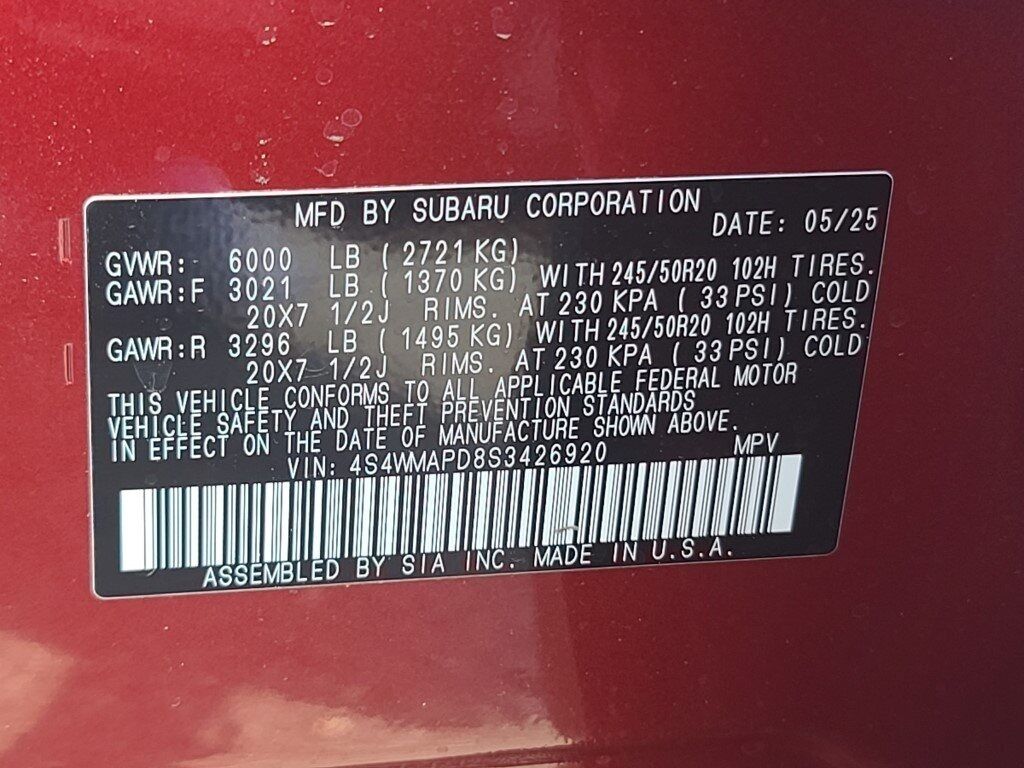 MFD BY SUBARU CORPORATION DATE: 05/25
GVWR: 6000 LB ( 2721 KG)
GAWR:F 3021 LB ( 1370 KG) WITH 245/50R20 102H TIRES.
20X7 1/2J RIMS. AT 230 KPA ( 33 PSI) COLD
GAWR:R 3296 LB ( 1495 KG) WITH 245/50R20 102H TIRES.
20X7 1/2J RIMS. AT 230 KPA ( 33 PSI) COLD
THIS VEHICLE CONFORMS TO ALL APPLICABLE FEDERAL MOTOR
VEHICLE SAFETY AND THEFT PREVENTION STANDARDS
IN EFFECT ON THE DATE OF MANUFACTURE SHOWN ABOVE.
VIN: 4S4WMAPD8S3426920 MPV
ASSEMBLED BY SIA INC. MADE IN U.S.A.